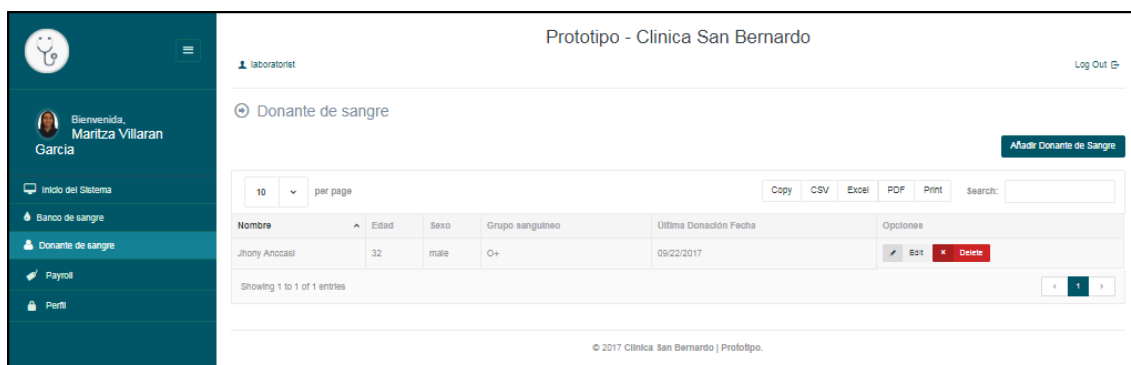 Prototipo - Clinica San Bernardo
laboratorist
Log Out
Bienvenida,
Maritza Villaran
Garcia
Inicio del Sistema
Banco de sangre
Donante de sangre
Payroll
Perfil
Donante de sangre
Añadir Donante de Sangre
10 per page
Copy CSV Excel PDF Print Search:
Nombre Edad Sexo Grupo sanguineo Última Donación Fecha Opciones
Jhony Anccasi 32 male O+ 09/22/2017 Edit Delete
Showing 1 to 1 of 1 entries
1
© 2017 Clinica San Bernardo | Prototipo.